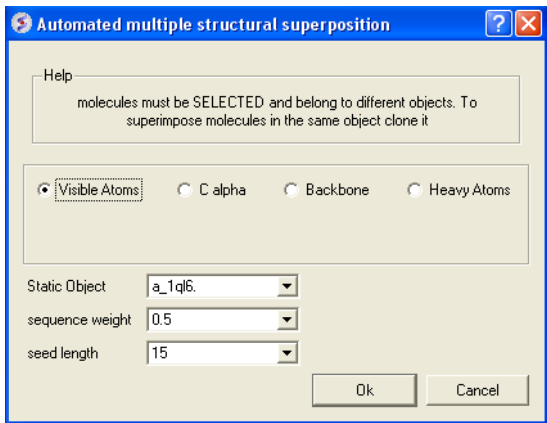 Automated multiple structural superposition
Help
molecules must be SELECTED and belong to different objects. To
superimpose molecules in the same object clone it
Visible Atoms C alpha Backbone Heavy Atoms
Static Object a_1ql6.
sequence weight 0.5
seed length 15
Ok Cancel